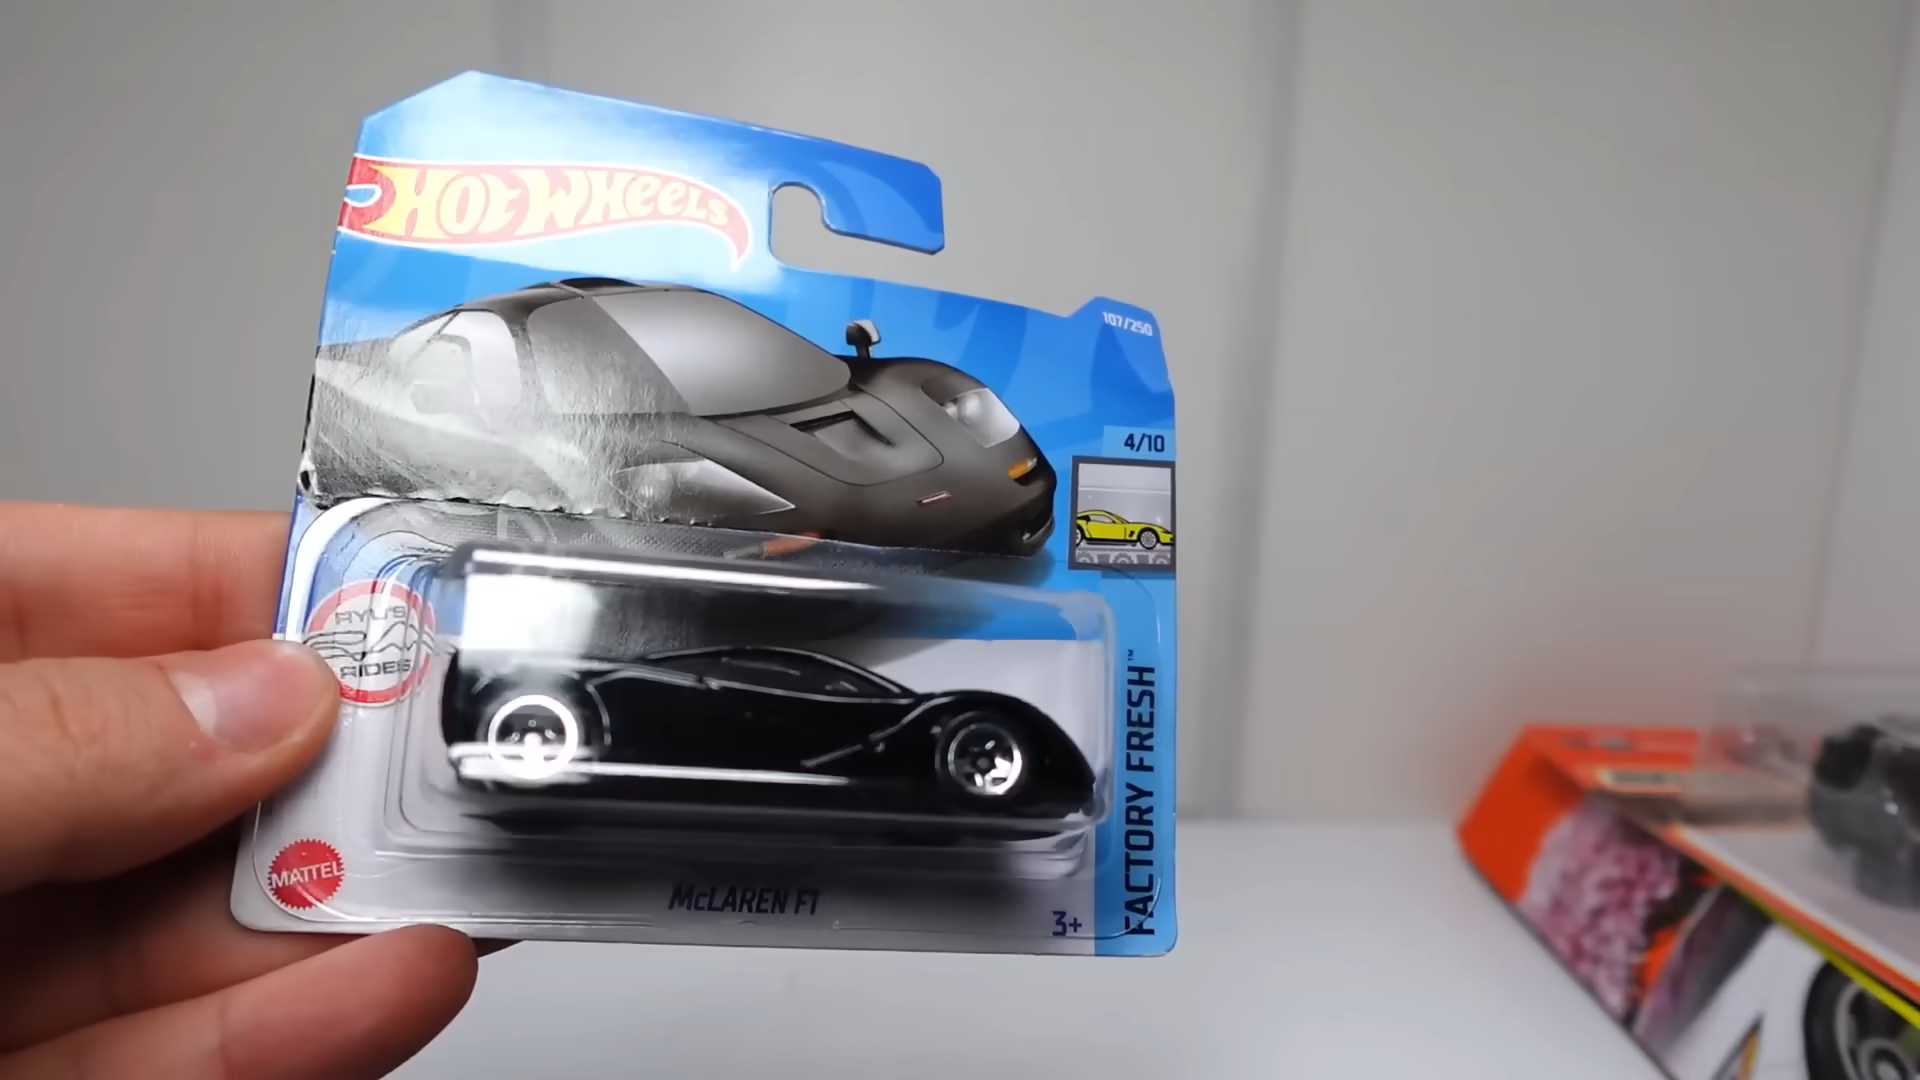 HOT WHEELS
107/250
4/10
RYU'S
RIDES
FACTORY FRESH™
MATTEL
McLAREN F1
3+